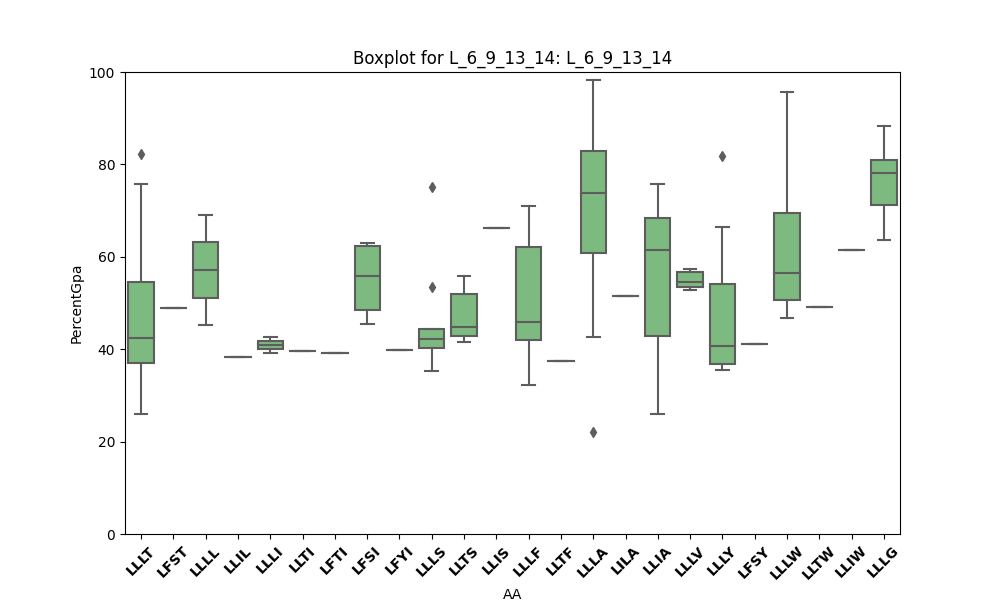 Boxplot for L_6_9_13_14: L_6_9_13_14
100
80
60
40
20
0
PercentGpa
LLLT LFST LLLL LLIL LLLI LLTI LFTI LFSI LFYI LLLS LLTS LLIS LLLF LLTF LLLA LILA LLIA LLLV LLLY LFSY LLLW LLTW LLIW LLLG
AA